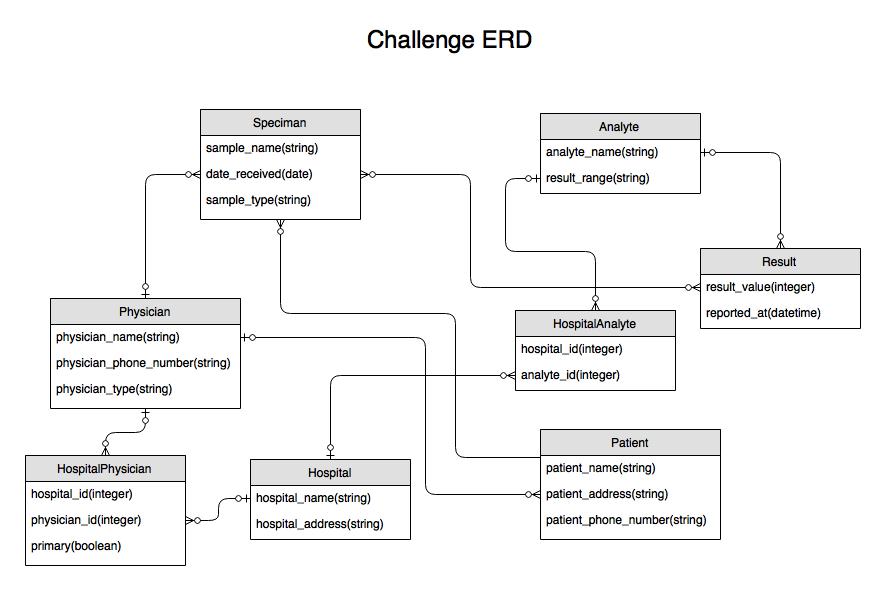 Challenge ERD
Speciman
sample_name(string)
date_received(date)
sample_type(string)
Analyte
analyte_name(string)
result_range(string)
Result
result_value(integer)
reported_at(datetime)
Physician
physician_name(string)
physician_phone_number(string)
physician_type(string)
HospitalAnalyte
hospital_id(integer)
analyte_id(integer)
HospitalPhysician
hospital_id(integer)
physician_id(integer)
primary(boolean)
Hospital
hospital_name(string)
hospital_address(string)
Patient
patient_name(string)
patient_address(string)
patient_phone_number(string)